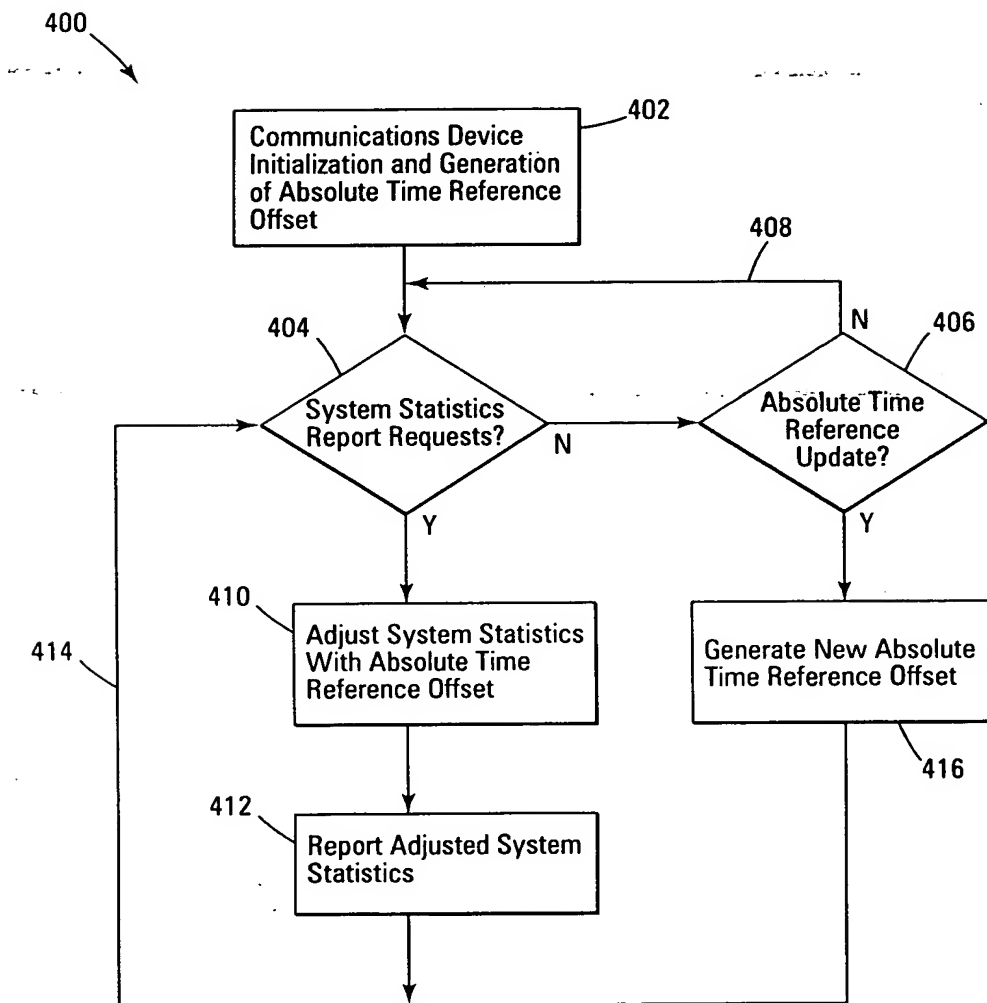 400
402
Communications Device
Initialization and Generation
of Absolute Time Reference
Offset
408
404
N
406
System Statistics
Report Requests?
N
Absolute Time
Reference
Update?
Y
Y
410
Adjust System Statistics
With Absolute Time
Reference Offset
Generate New Absolute
Time Reference Offset
414
416
412
Report Adjusted System
Statistics